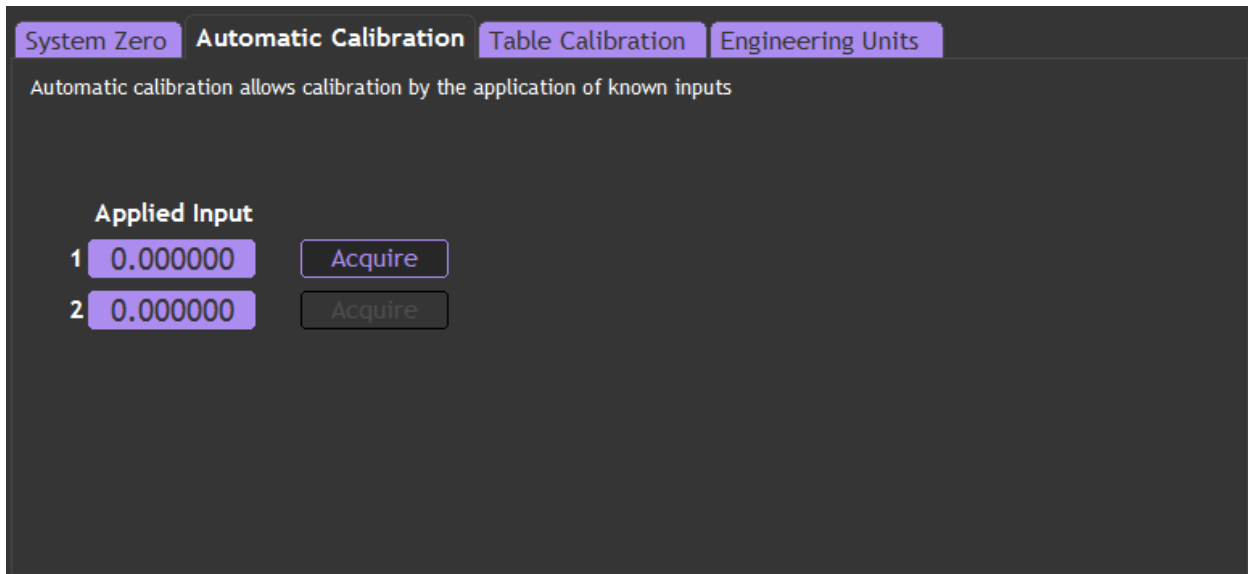 System Zero Automatic Calibration Table Calibration Engineering Units
Automatic calibration allows calibration by the application of known inputs
Applied Input
1 0.000000 Acquire
2 0.000000 Acquire